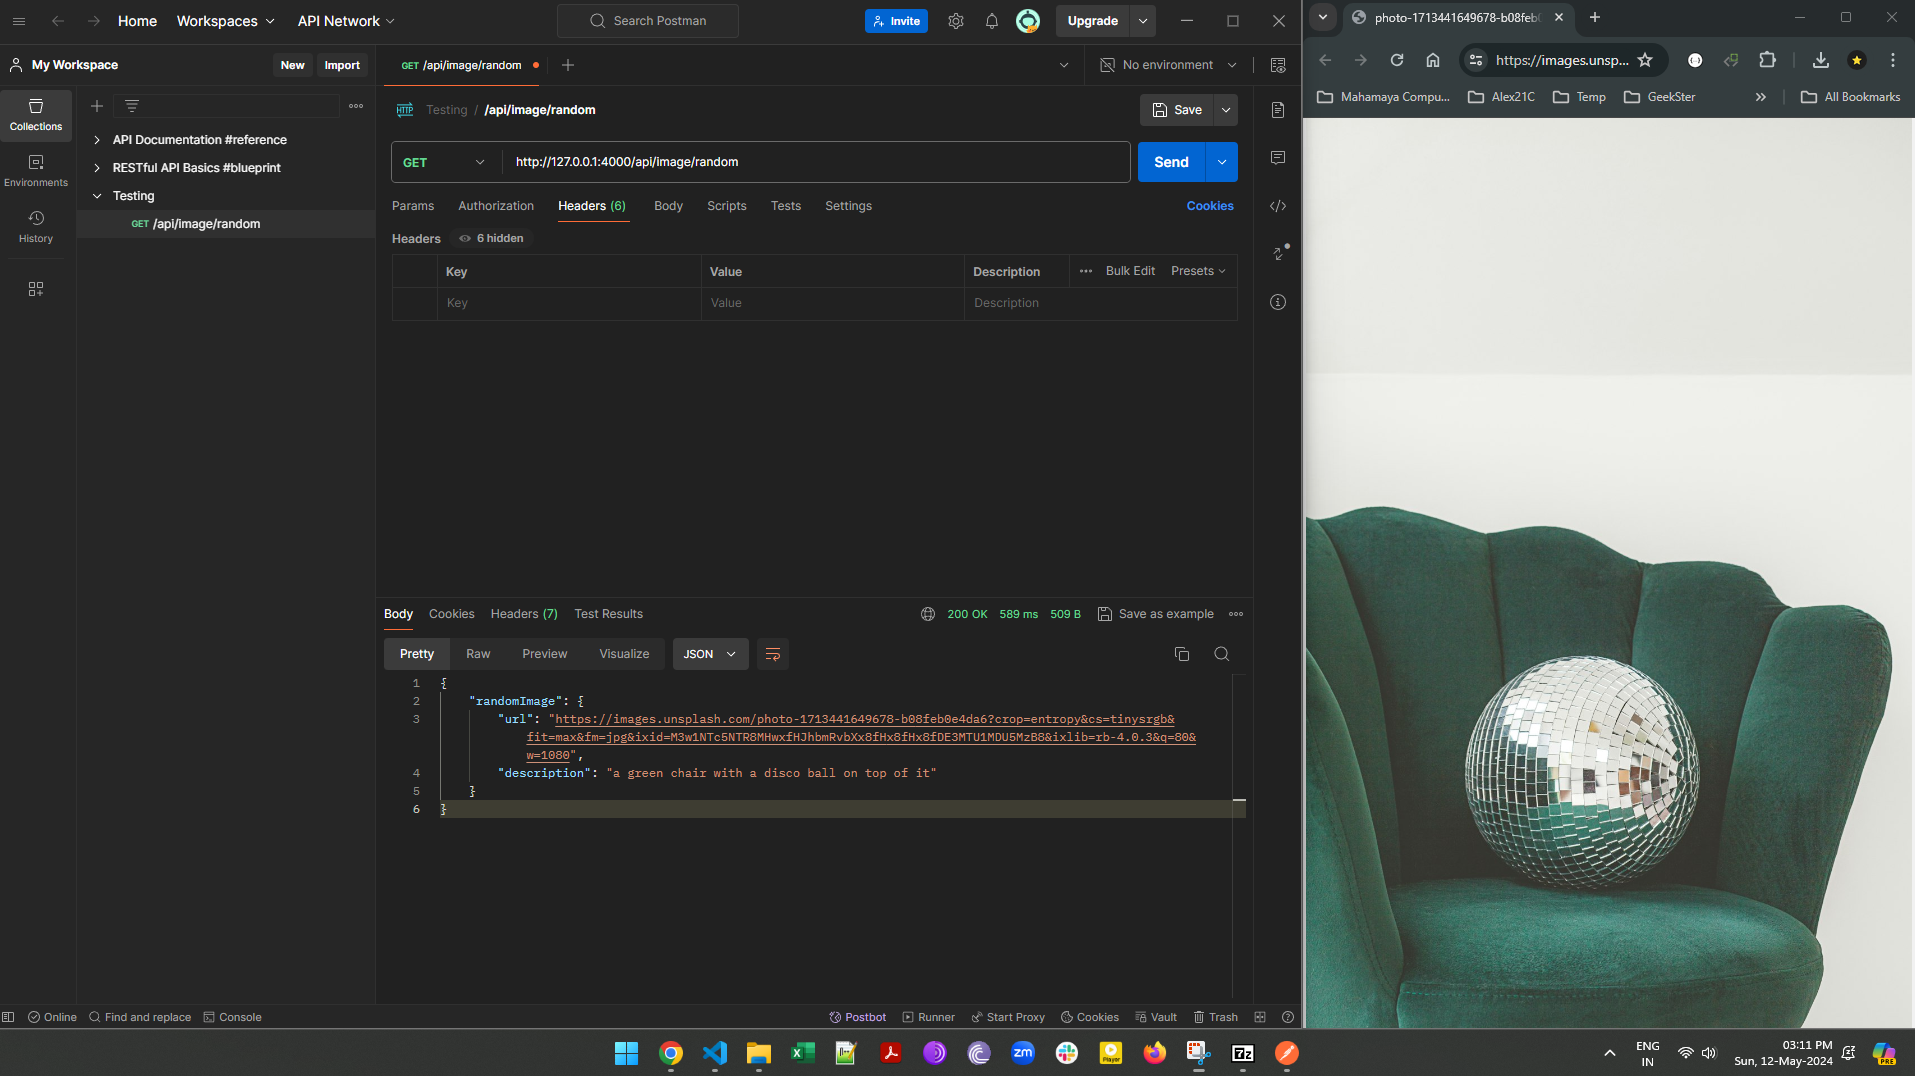 Home
Workspaces
API Network
Search Postman
Invite
Upgrade
My Workspace
New
Import
GET /api/image/random
No environment
Collections
Environments
History
API Documentation #reference
RESTful API Basics #blueprint
Testing
GET /api/image/random
HTTP
Testing / /api/image/random
Save
GET
http://127.0.0.1:4000/api/image/random
Send
Params
Authorization
Headers (6)
Body
Scripts
Tests
Settings
Cookies
Headers
6 hidden
Key
Value
Description
Bulk Edit
Presets
Key
Value
Description
Body
Cookies
Headers (7)
Test Results
200 OK
589 ms
509 B
Save as example
Pretty
Raw
Preview
Visualize
JSON
1 {
2 "randomImage": {
3 "url": "https://images.unsplash.com/photo-1713441649678-b08feb0e4da6?crop=entropy&cs=tinysrgb&
fit=max&fm=jpg&ixid=M3w1NTc5NTR8MHwxfHJhbmRvbXx8fHx8fHx8fDE3MTU1MDU5MzB8&ixlib=rb-4.0.3&q=80&
w=1080",
4 "description": "a green chair with a disco ball on top of it"
5 }
6 }
Online
Find and replace
Console
Postbot
Runner
Start Proxy
Cookies
Vault
Trash
photo-1713441649678-b08feb0
https://images.unsp...
Mahamaya Compu...
Alex21C
Temp
GeekSter
All Bookmarks
zm
Player
7z
ENG
IN
03:11 PM
Sun, 12-May-2024
PRE